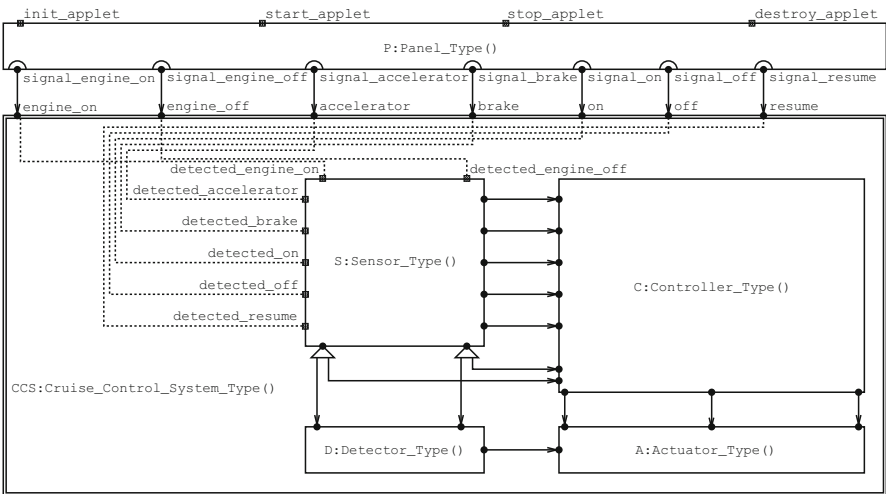 init_applet start_applet stop_applet destroy_applet
P:Panel_Type()
signal_engine_on signal_engine_off signal_accelerator signal_brake signal_on signal_off signal_resume
engine_on engine_off accelerator brake on off resume
detected_engine_on detected_engine_off
detected_accelerator
detected_brake
detected_on
S:Sensor_Type()
detected_off
C:Controller_Type()
detected_resume
CCS:Cruise_Control_System_Type()
D:Detector_Type() A:Actuator_Type()